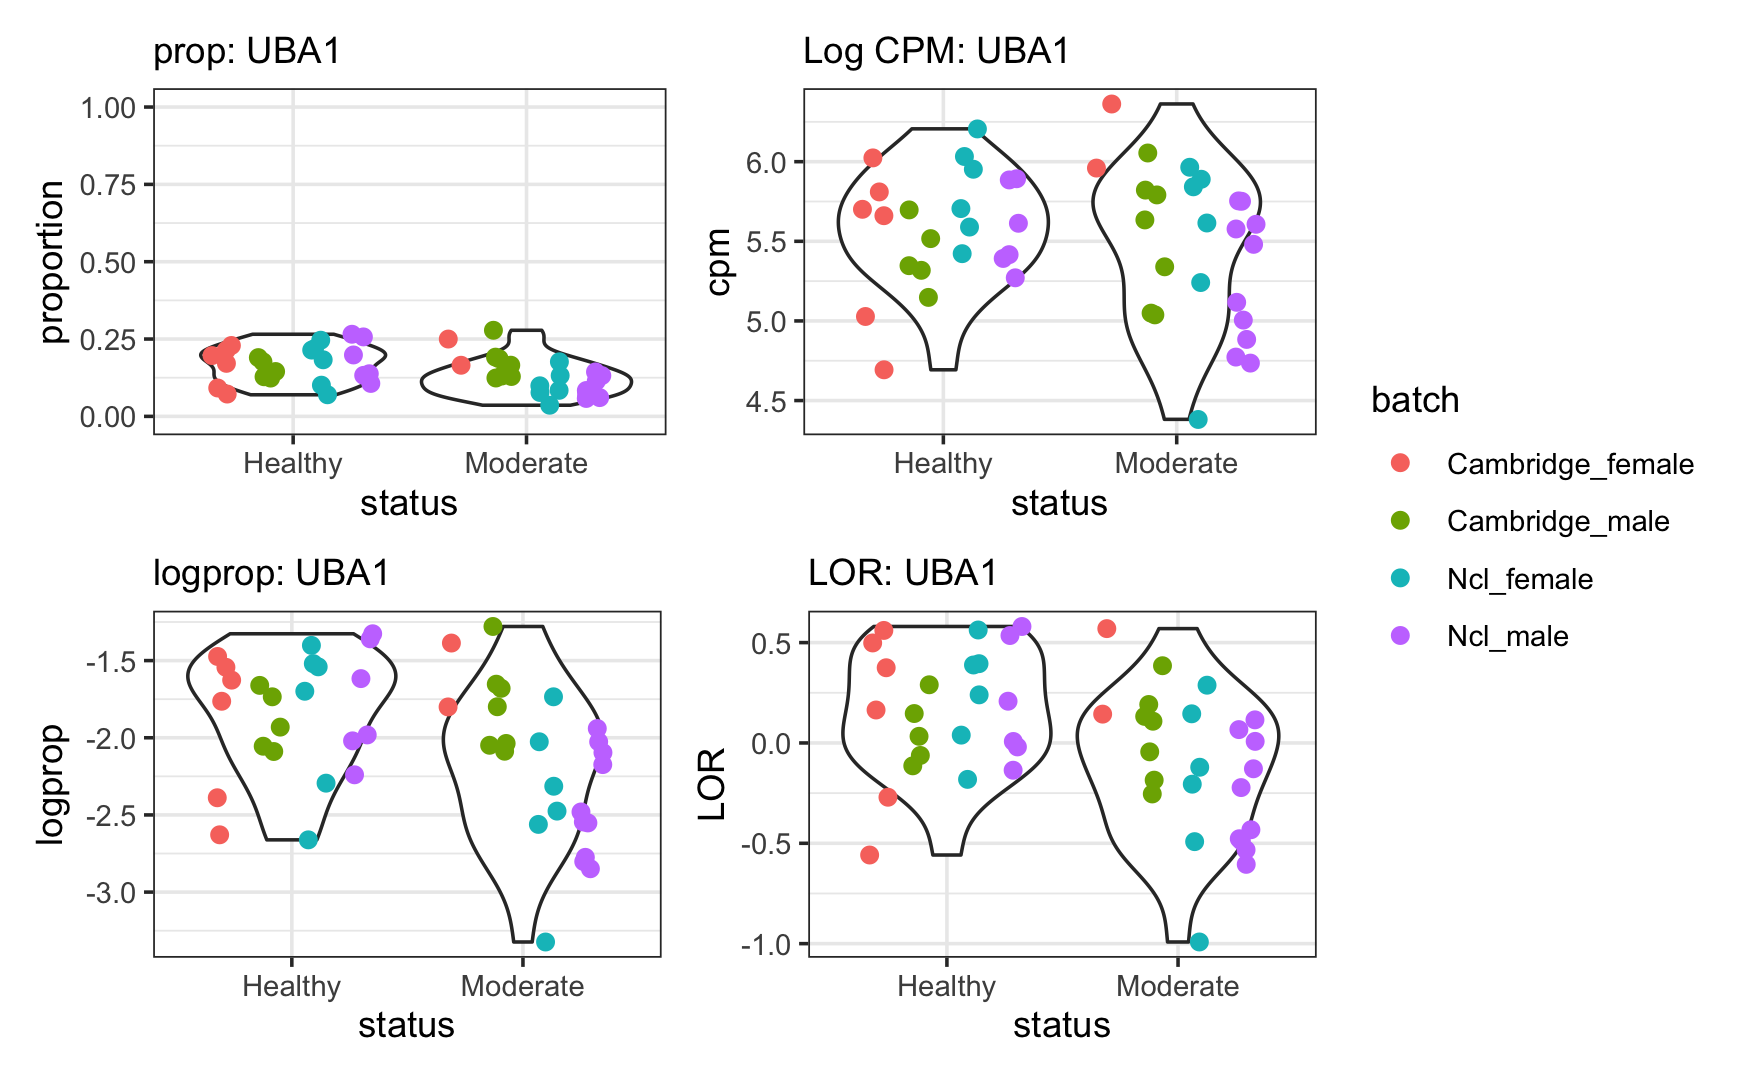 prop: UBA1
1.00
0.75
0.50
0.25
0.00
proportion
Healthy
Moderate
status
Log CPM: UBA1
6.0
5.5
5.0
4.5
cpm
Healthy
Moderate
status
logprop: UBA1
-1.5
-2.0
-2.5
-3.0
logprop
Healthy
Moderate
status
LOR: UBA1
0.5
0.0
-0.5
-1.0
LOR
Healthy
Moderate
status
batch
Cambridge_female
Cambridge_male
Ncl_female
Ncl_male